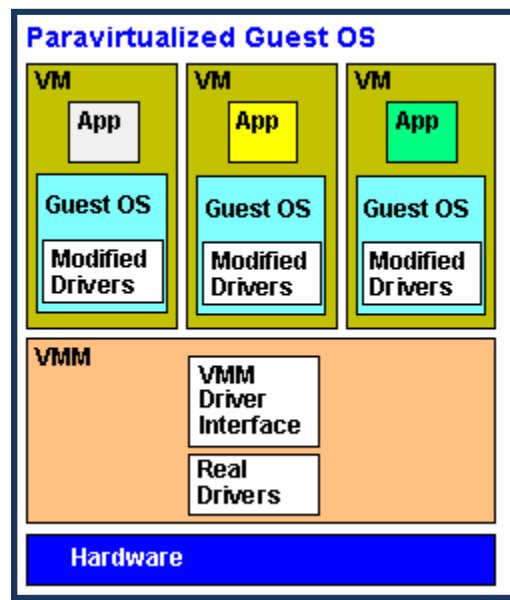 Paravirtualized Guest OS
VM
App
Guest OS
Modified
Drivers
VM
App
Guest OS
Modified
Drivers
VM
App
Guest OS
Modified
Drivers
VMM
VMM
Driver
Interface
Real
Drivers
Hardware